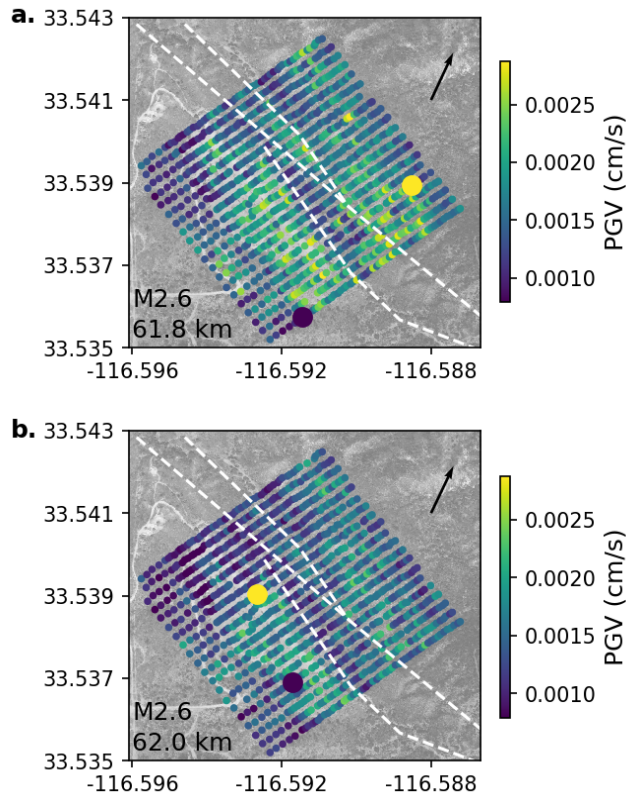 a.
33.543
33.541
33.539
33.537
33.535
M2.6
61.8 km
-116.596 -116.592 -116.588
0.0025
0.0020
0.0015
0.0010
PGV (cm/s)
b.
33.543
33.541
33.539
33.537
33.535
M2.6
62.0 km
-116.596 -116.592 -116.588
0.0025
0.0020
0.0015
0.0010
PGV (cm/s)